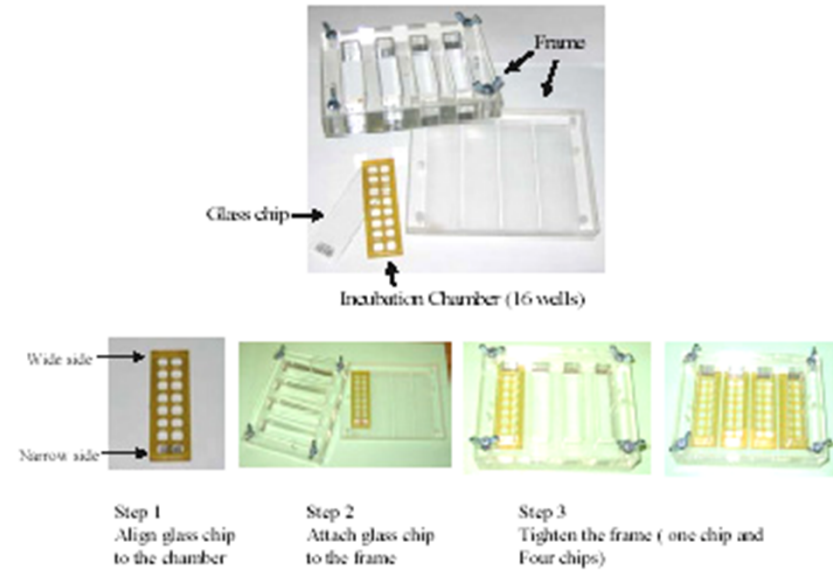 Frame
Glass chip
Incubation Chamber (16 wells)
Wide side
Narrow side
Step 1
Align glass chip
to the chamber
Step 2
Attach glass chip
to the frame
Step 3
Tighten the frame ( one chip and
Four chips)